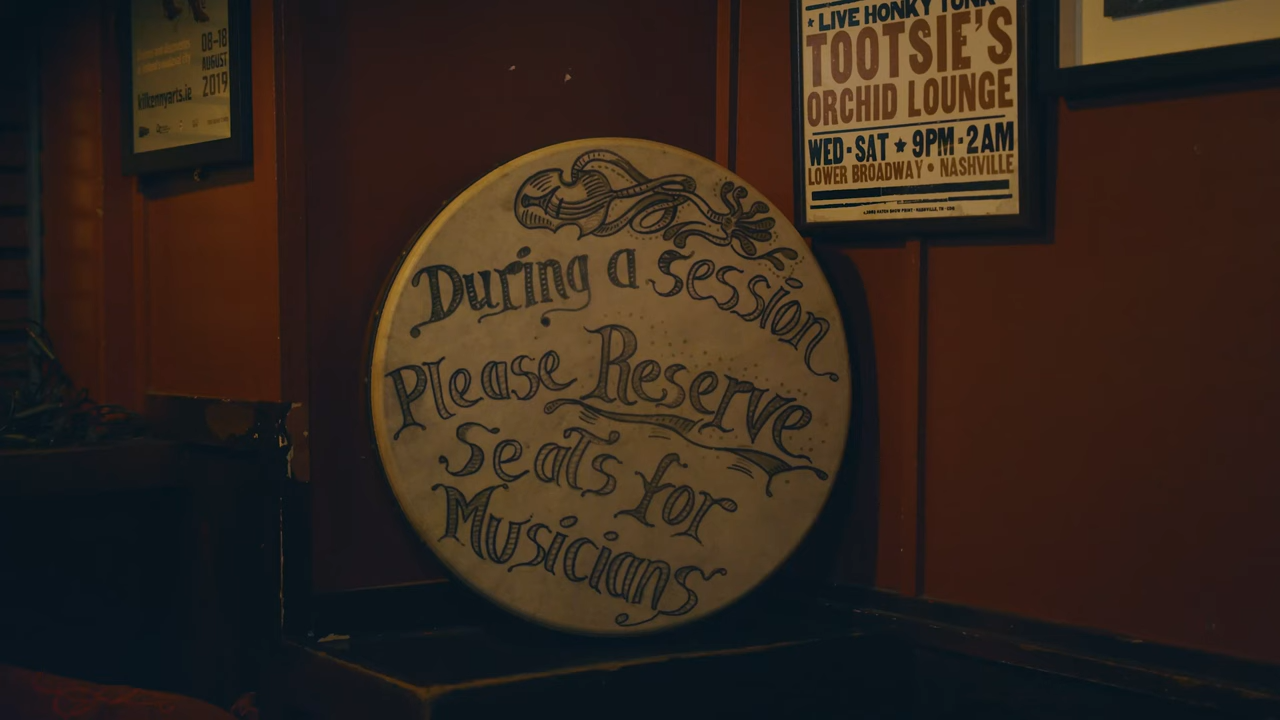 08-18
AUGUST
2019
kilkennyarts.ie
LIVE HONKY TONK
TOOTSIE'S
ORCHID LOUNGE
WED-SAT ★ 9PM-2AM
LOWER BROADWAY • NASHVILLE
During a session
Please Reserve
Seats for
Musicians